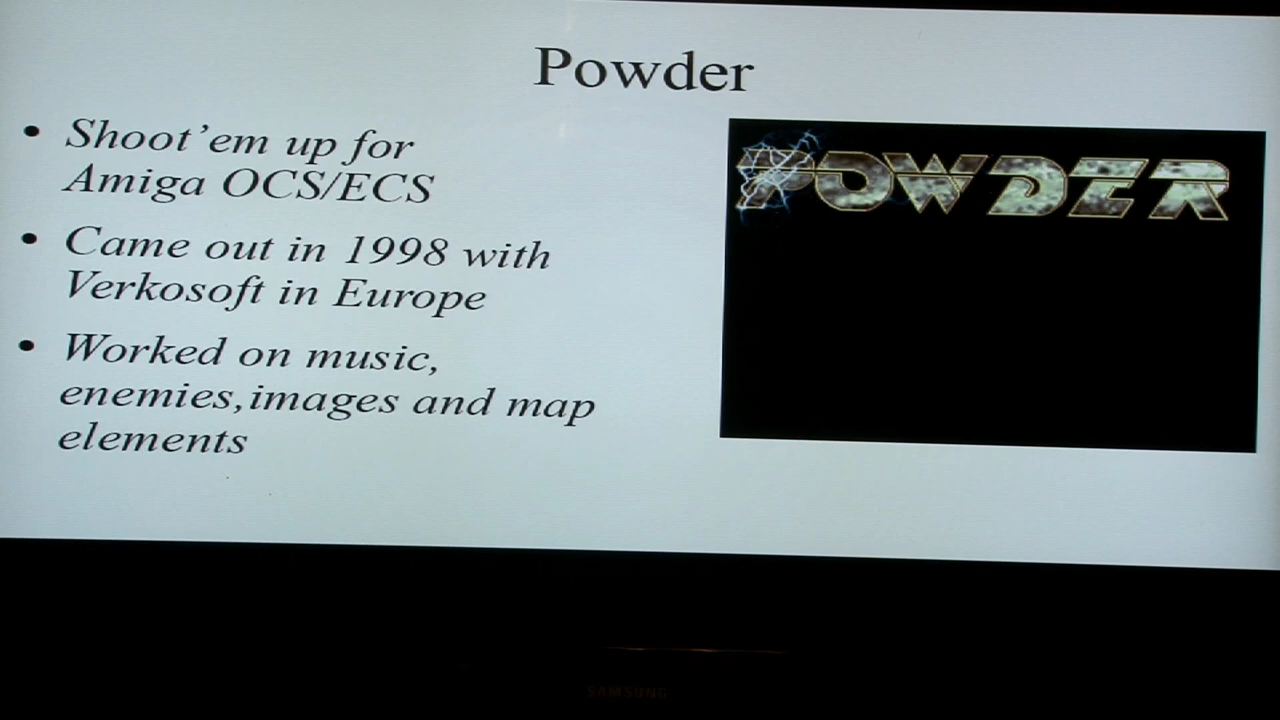 Powder
• Shoot'em up for
Amiga OCS/ECS
• Came out in 1998 with
Verkosoft in Europe
• Worked on music,
enemies,images and map
elements
POWDER
SAMSUNG